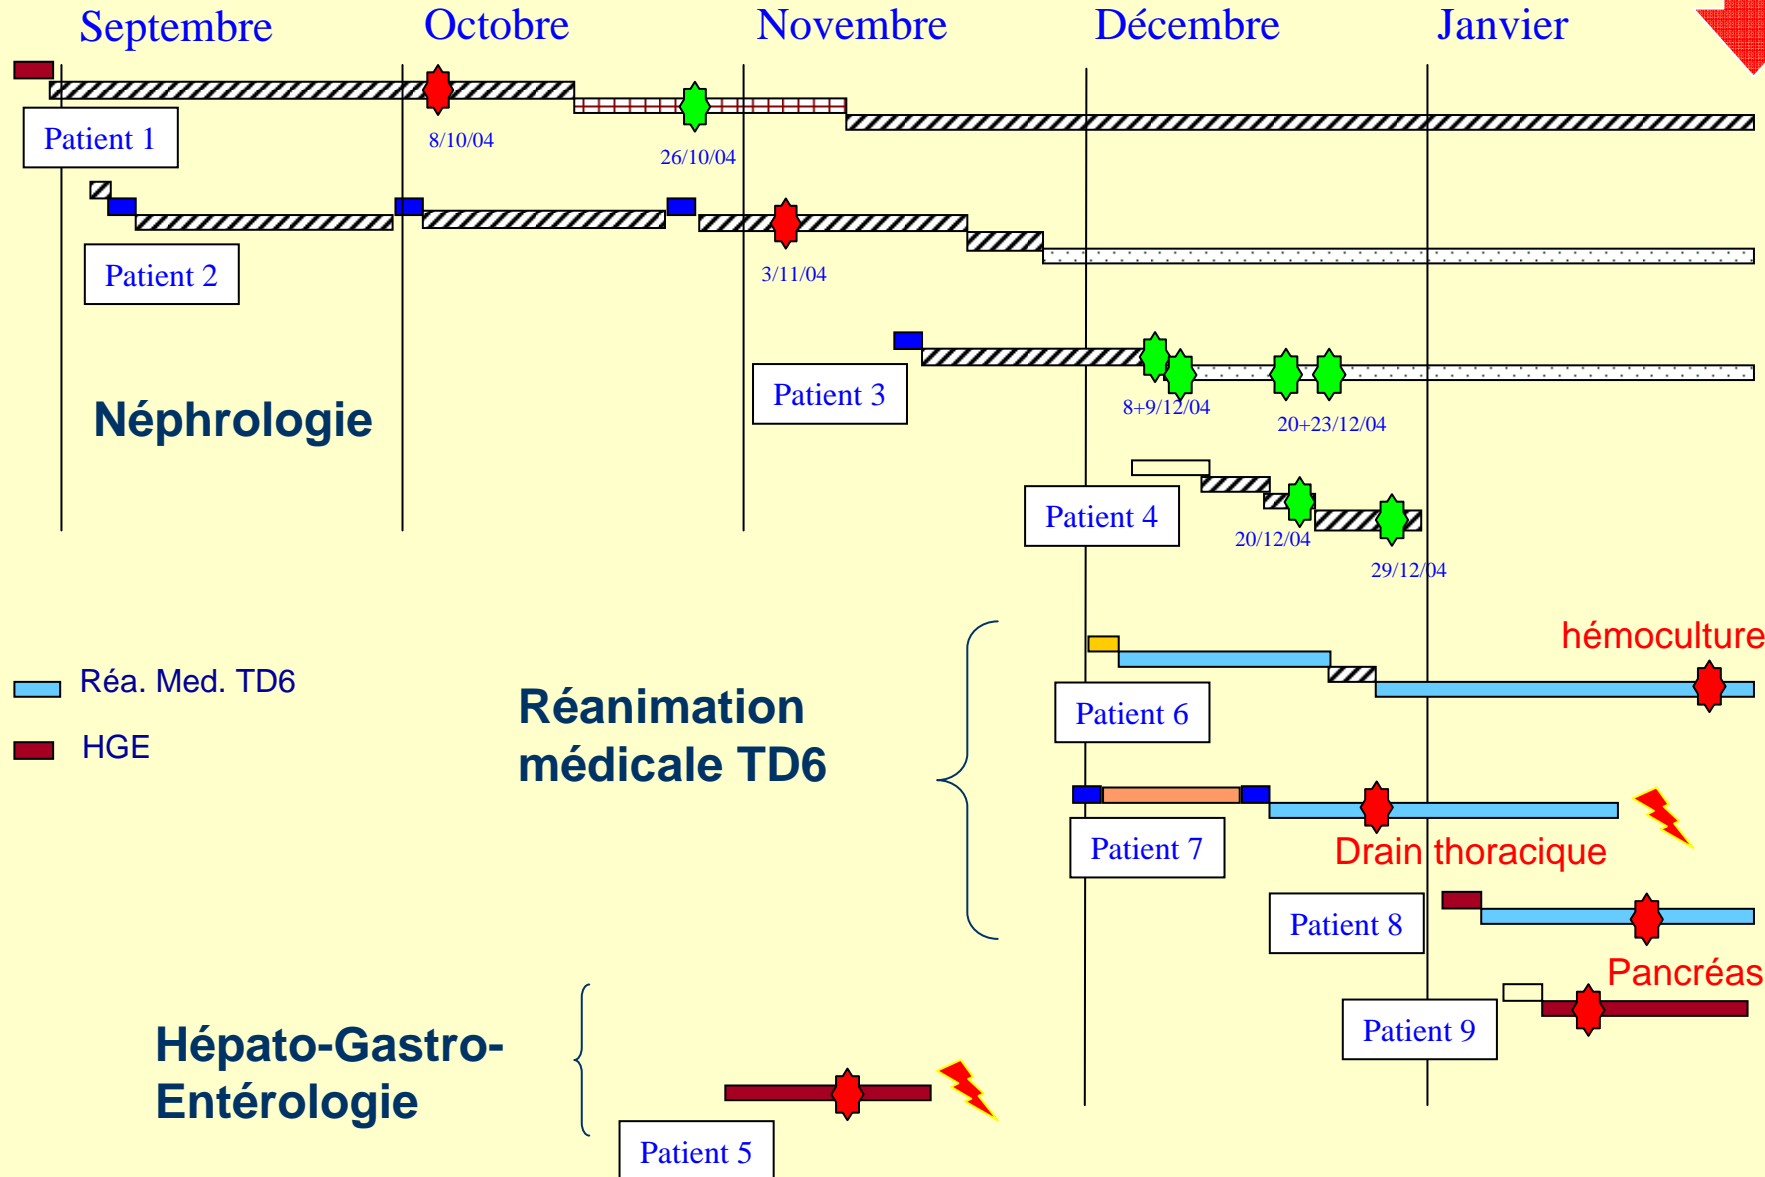 Septembre Octobre Novembre Décembre Janvier
Patient 1
8/10/04
26/10/04
Patient 2
3/11/04
Patient 3
8+9/12/04
20+23/12/04
Néphrologie
Patient 4
20/12/04
29/12/04
hémoculture
Réa. Med. TD6
HGE
Réanimation
médicale TD6
Patient 6
Patient 7
Drain thoracique
Patient 8
Pancréas
Patient 9
Hépato-Gastro-
Entérologie
Patient 5